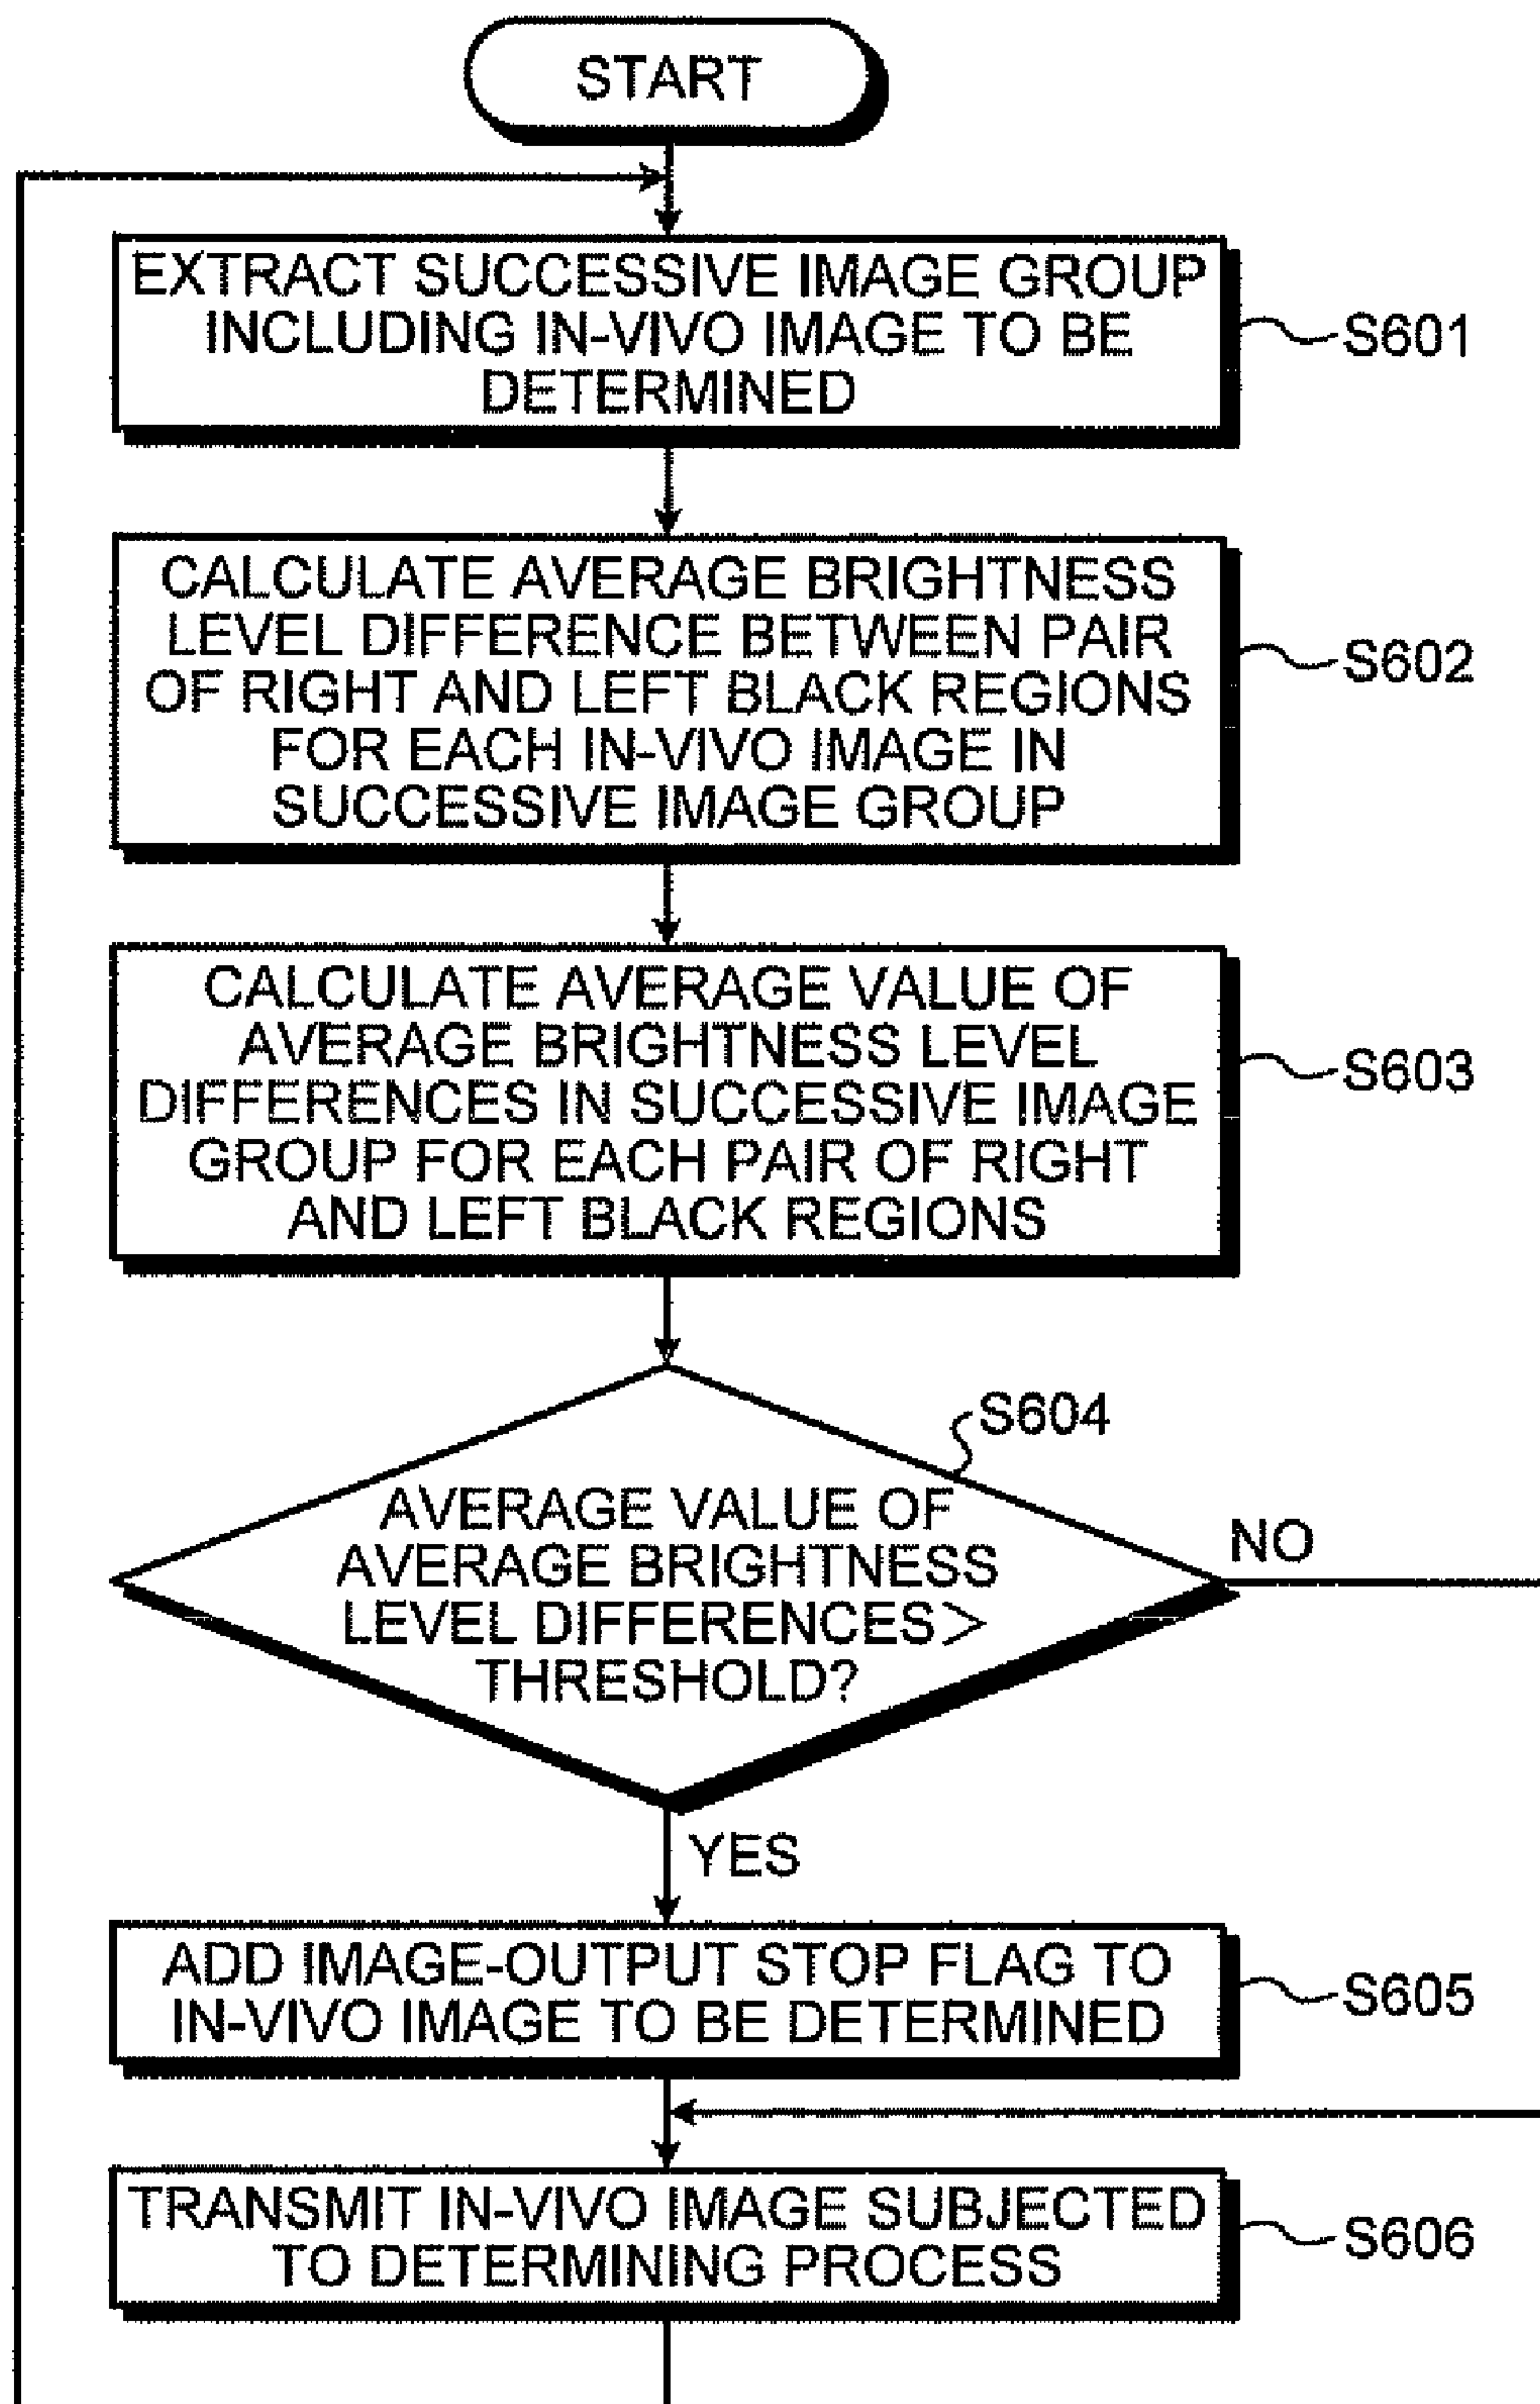 START
EXTRACT SUCCESSIVE IMAGE GROUP
INCLUDING IN-VIVO IMAGE TO BE
DETERMINED
S601
CALCULATE AVERAGE BRIGHTNESS
LEVEL DIFFERENCE BETWEEN PAIR
OF RIGHT AND LEFT BLACK REGIONS
FOR EACH IN-VIVO IMAGE IN
SUCCESSIVE IMAGE GROUP
S602
CALCULATE AVERAGE VALUE OF
AVERAGE BRIGHTNESS LEVEL
DIFFERENCES IN SUCCESSIVE IMAGE
GROUP FOR EACH PAIR OF RIGHT
AND LEFT BLACK REGIONS
S603
S604
AVERAGE VALUE OF
AVERAGE BRIGHTNESS
LEVEL DIFFERENCES>
THRESHOLD?
NO
YES
ADD IMAGE-OUTPUT STOP FLAG TO
IN-VIVO IMAGE TO BE DETERMINED
S605
TRANSMIT IN-VIVO IMAGE SUBJECTED
TO DETERMINING PROCESS
S606